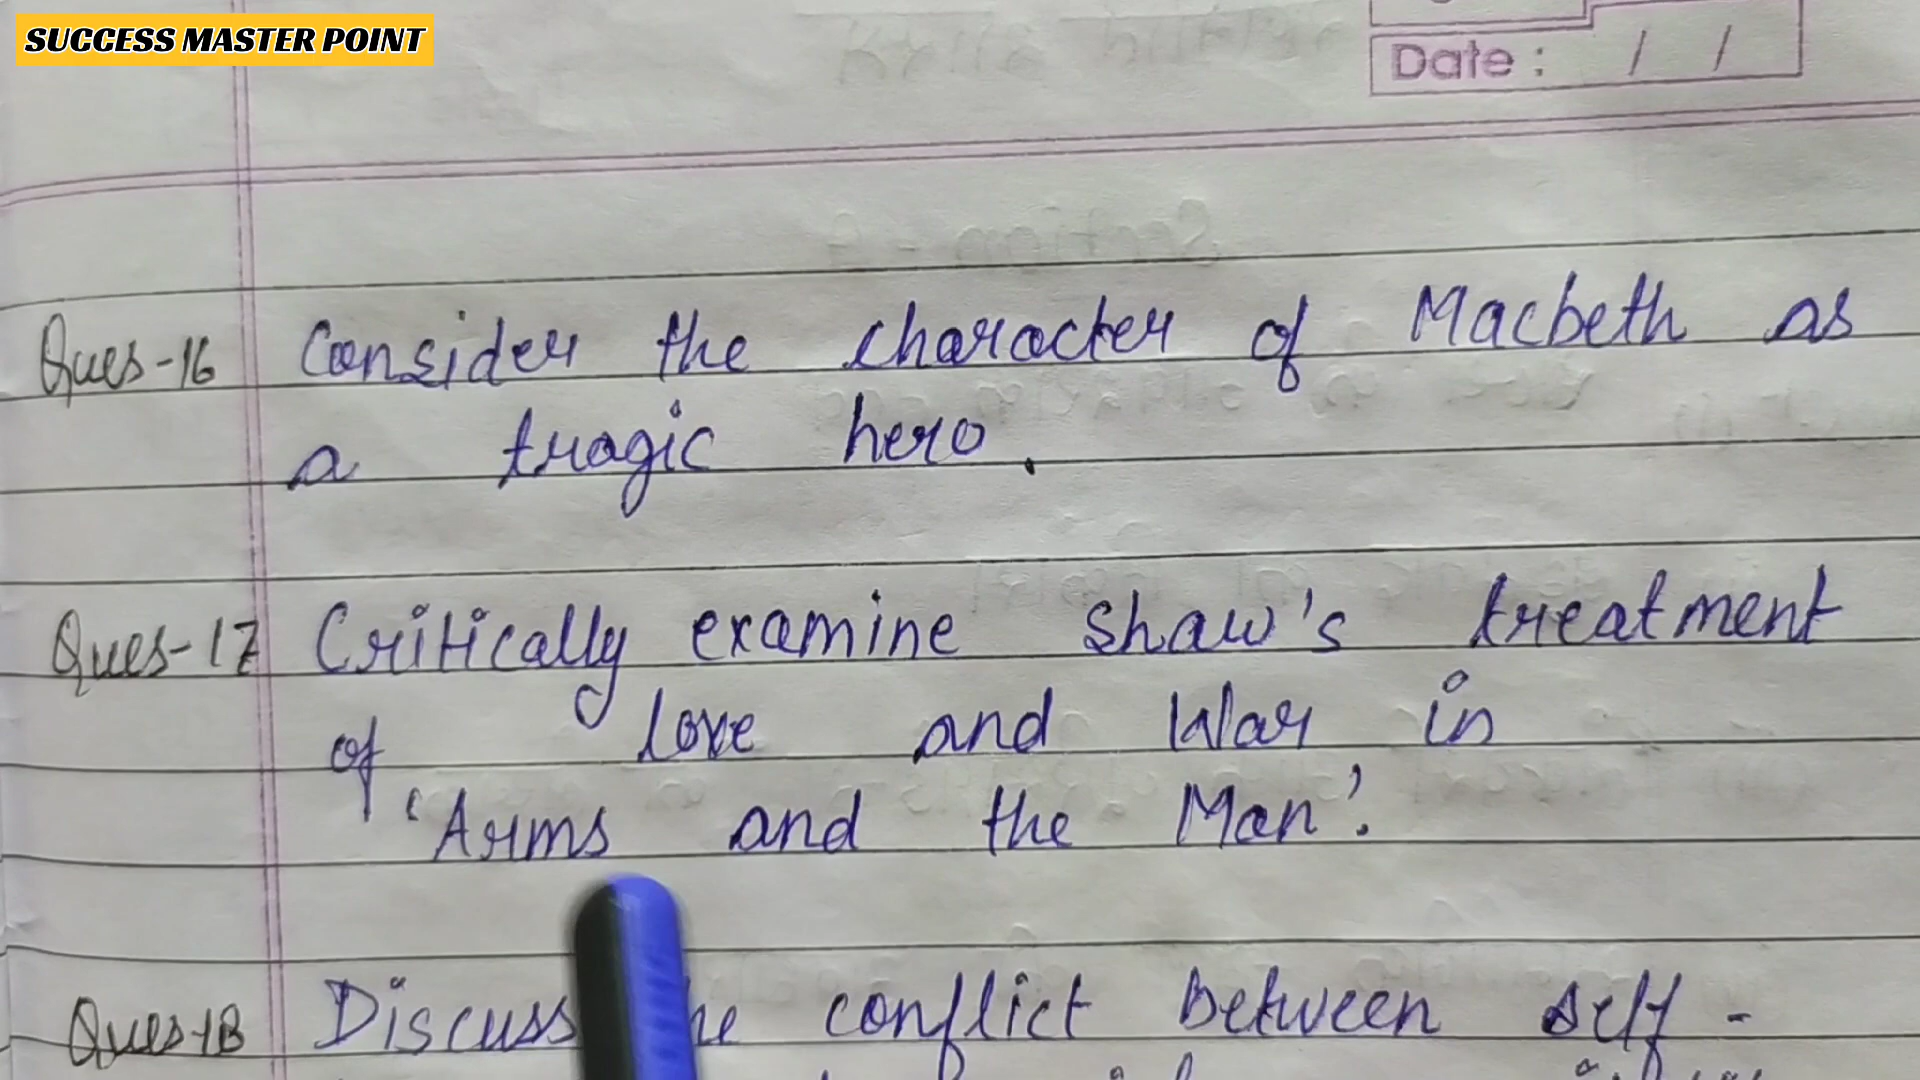 SUCCESS MASTER POINT
Date : / /
Ques-16 Consider the character of Macbeth as
a tragic hero.
Ques-17 Critically examine Shaw's treatment
of love and War in
'Arms and the Man'.
Ques-18 Discuss the conflict between self-